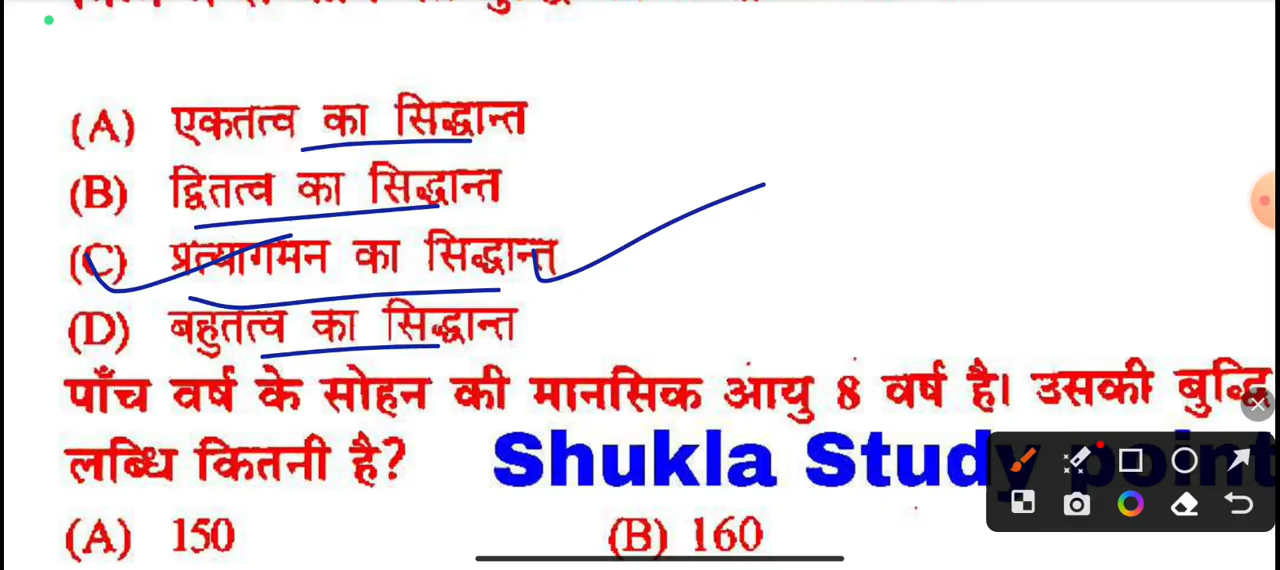 (A) एकतत्व का सिद्धान्त
(B) द्वितत्व का सिद्धान्त
(C) प्रत्यागमन का सिद्धान्त
(D) बहुतत्व का सिद्धान्त
पाँच वर्ष के सोहन की मानसिक आयु 8 वर्ष है। उसकी बुद्धि
लब्धि कितनी है?
Shukla Study point
(A) 150 (B) 160